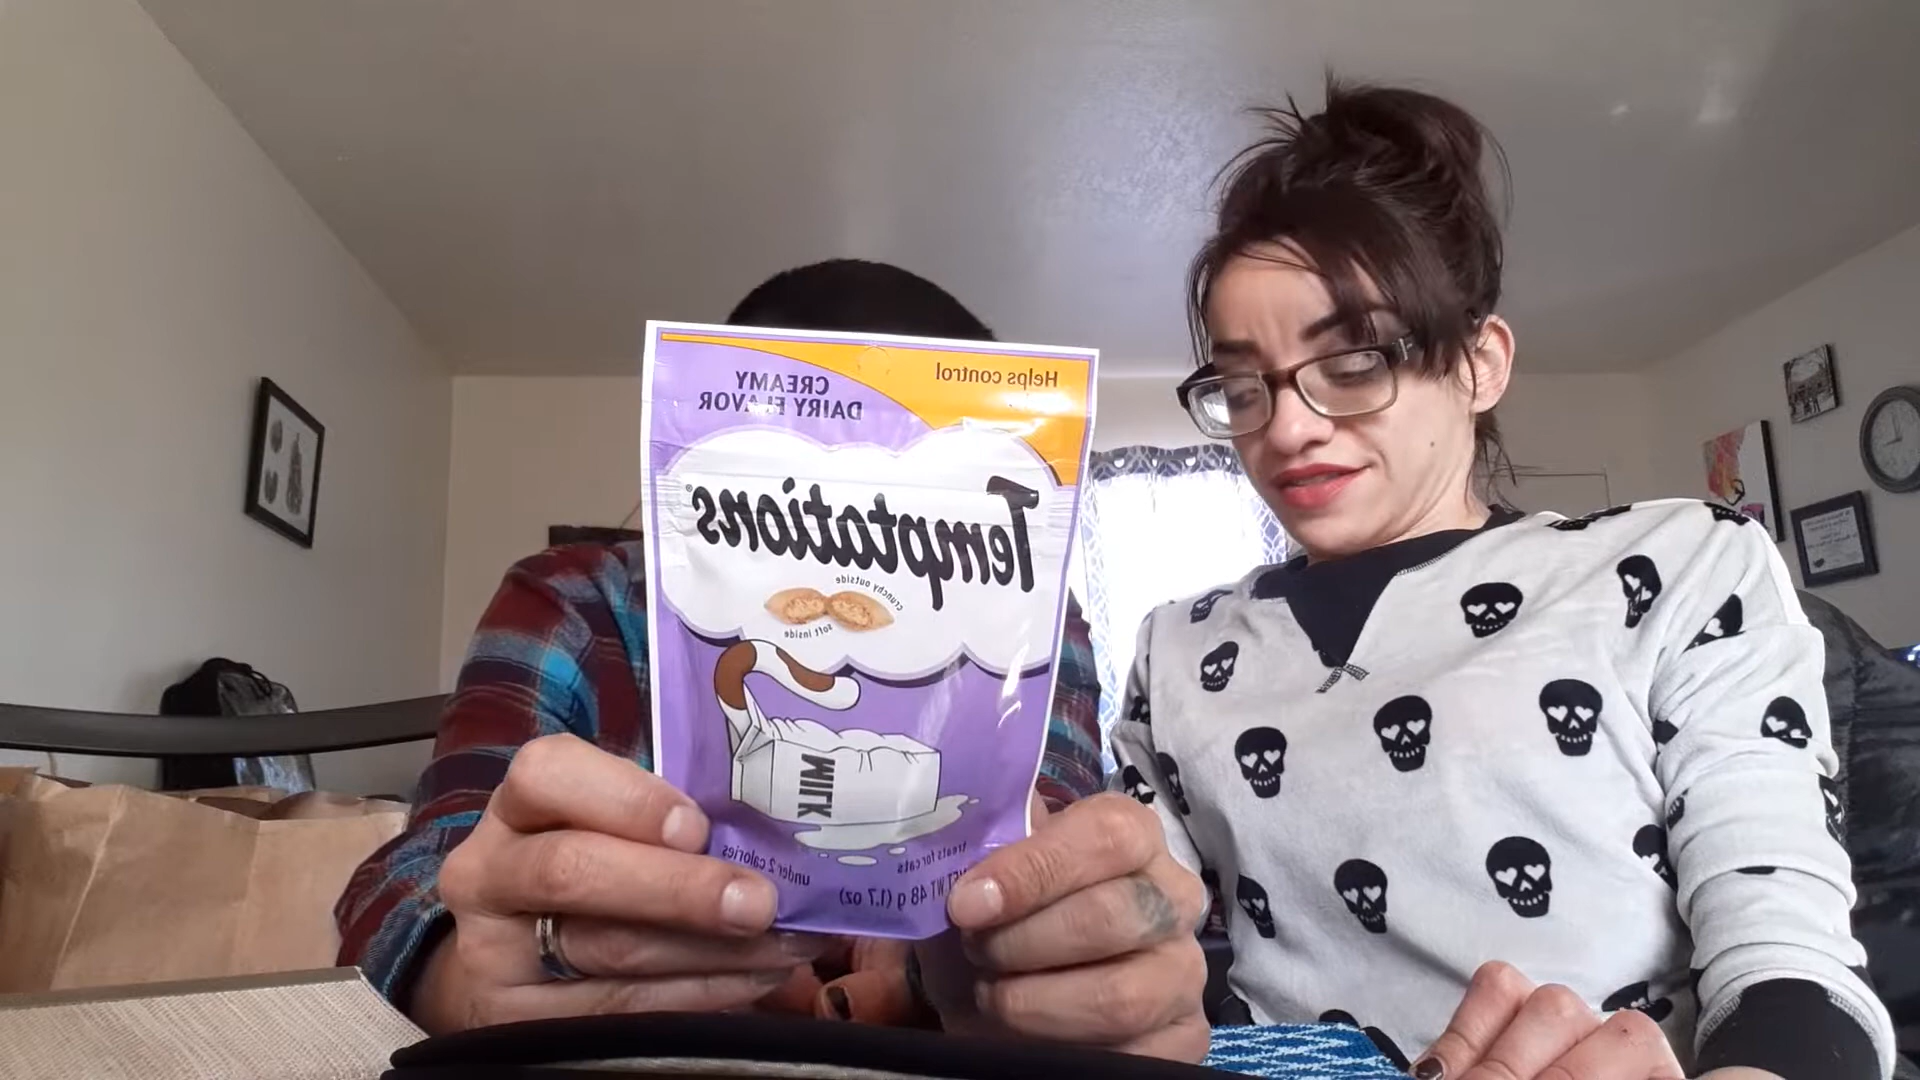 Helps control
CREAMY
DAIRY FLAVOR
Temptations®
crunchy outside
soft inside
MILK
treats for cats
under 2 calories
NET WT 48 g (1.7 oz)